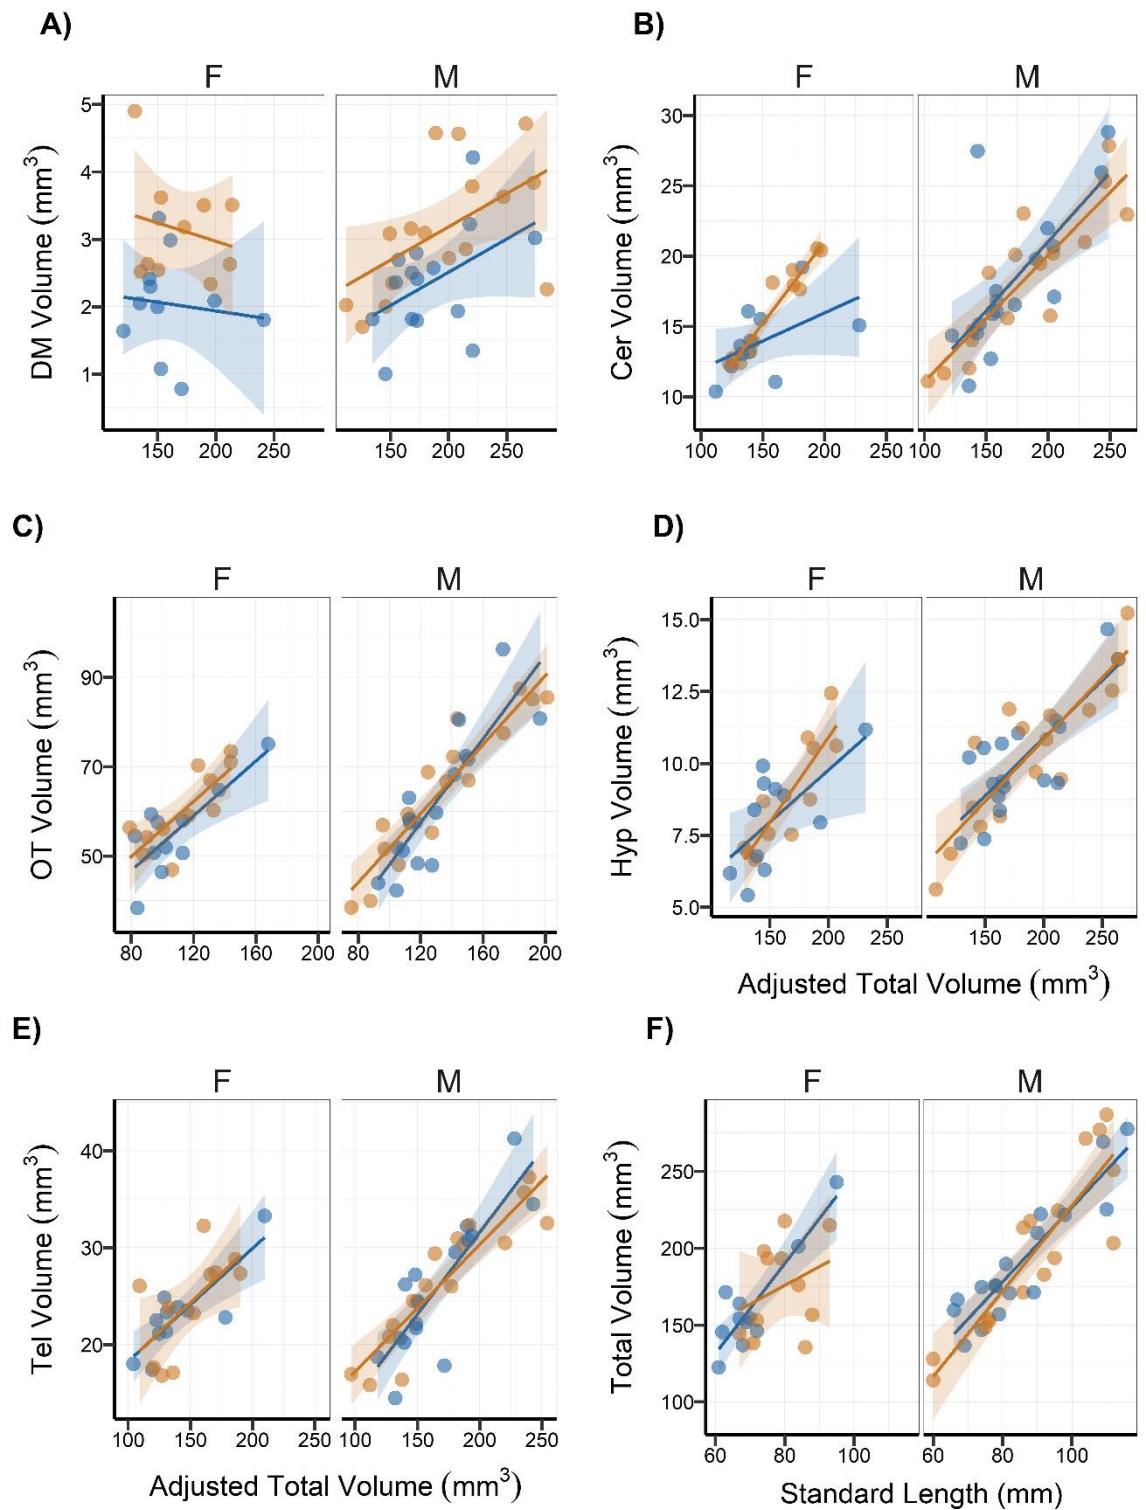 A)
B)
F
M
F
M
DM Volume (mm³)
5
4
3
2
1
150
200
250
150
200
250
Cer Volume (mm³)
30
25
20
15
10
100
150
200
250
100
150
200
250
C)
D)
F
M
F
M
OT Volume (mm³)
90
70
50
80
120
160
200
80
120
160
200
Hyp Volume (mm³)
15.0
12.5
10.0
7.5
5.0
150
200
250
150
200
250
Adjusted Total Volume (mm³)
E)
F)
F
M
F
M
Tel Volume (mm³)
40
30
20
100
150
200
250
100
150
200
250
Adjusted Total Volume (mm³)
Total Volume (mm³)
250
200
150
100
60
80
100
60
80
100
Standard Length (mm)